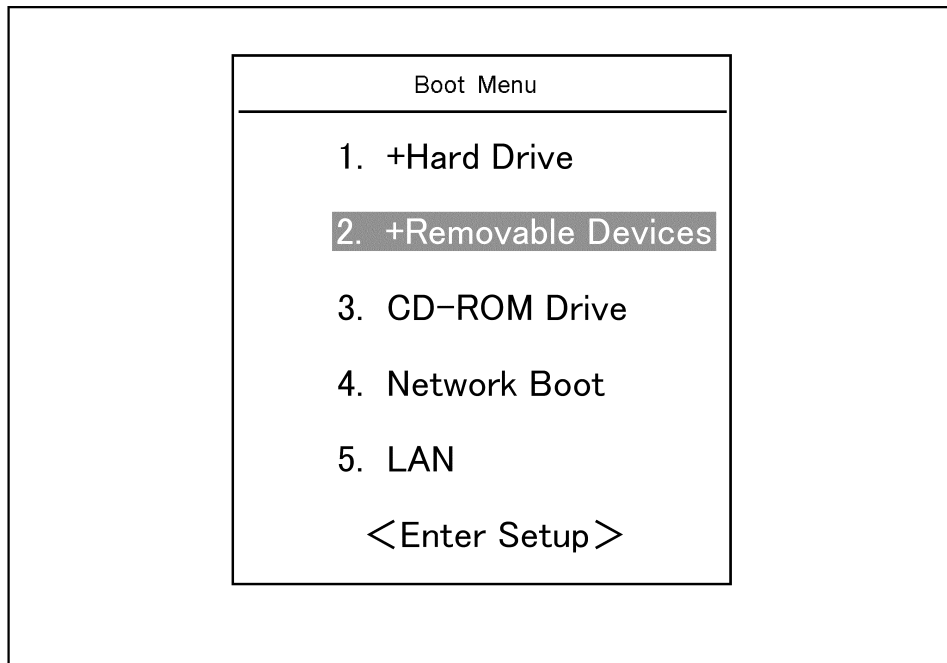 Boot Menu
1. +Hard Drive
2. +Removable Devices
3. CD-ROM Drive
4. Network Boot
5. LAN
<Enter Setup>